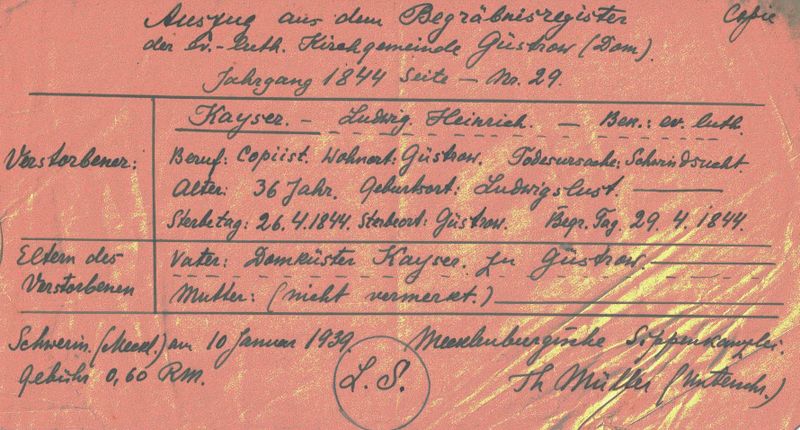 Auszug aus dem Begräbnisregister Copie
der ev.-luth. Kirchgemeinde Güstrow (Dom).
Jahrgang 1844 Seite — Nr. 29.
Kayser. - Ludwig Heinrich. — Bek.: ev. luth.
Verstorbener: Beruf: Copiist. Wohnort: Güstrow. Todesursache: Schwindsucht.
Alter: 36 Jahr. Geburtsort: Ludwigslust.
Sterbetag: 26.4.1844. Sterbeort: Güstrow. Begr. Tag. 29.4.1844.
Eltern des Verstorbenen
Vater: Domküster Kayser. zu Güstrow.
Mutter: (nicht vermerkt.)
Schwerin. (Meckl.) am 10 Januar 1939. Mecklenburgische Sippenkanzlei.
Gebühr 0,60 RM. L. S. Th Müller (Unterschr.)